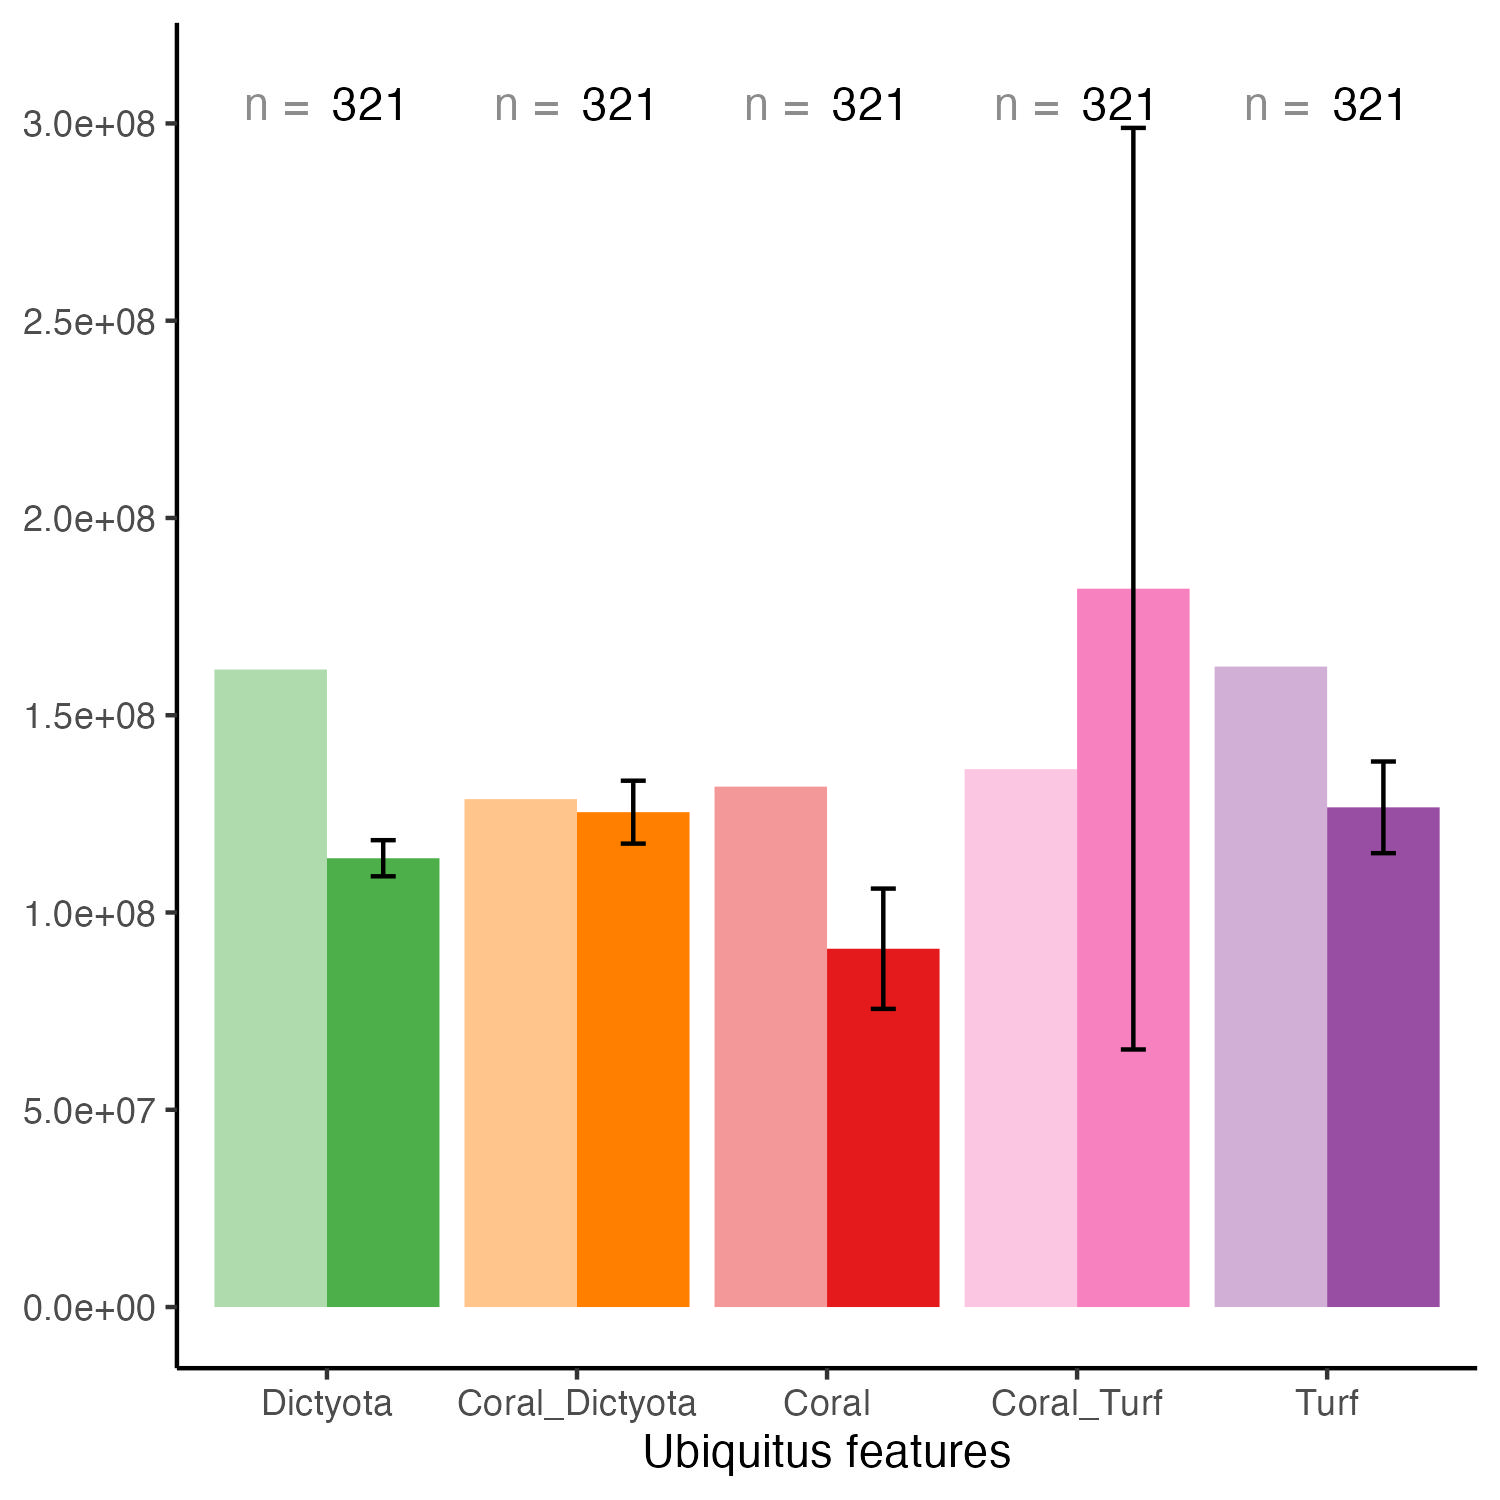 n = 321 n = 321 n = 321 n = 321 n = 321
3.0e+08
2.5e+08
2.0e+08
1.5e+08
1.0e+08
5.0e+07
0.0e+00
Dictyota Coral_Dictyota Coral Coral_Turf Turf
Ubiquitus features